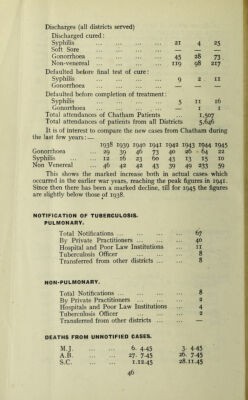 Discharges (all districts served)
Discharged cured:
Syphilis ... ... ... ... 21 4 25
Soft Sore ... ... ... ... — — —
Gonorrhoea ... ... ... ... 45 28 73
Non-venereal ... ... ... ... 119 98 217
Defaulted before final test of cure:
Syphilis ... ... ... ... 9 2 11
Gonorrhoea ... ... ... ... — — —
Defaulted before completion of treatment:
Syphilis ... ... ... ... 5 11 16
Gonorrhoea ... ... ... ... — 1 1
Total attendances of Chatham Patients 1,507
Total attendances of patients from all Districts 5,646
It is of interest to compare the new cases from Chatham during
the last few years:—
1938 1939 1940 1941 1942 1943 1944 1945
Gonorrhoea ... 29 39 46 73 40 26 64 22
Syphilis ... 12 16 23 60 43 13 15 10
Non Venereal ... 46 42 42 43 39 49 233 59
This shows the marked increase both in actual cases which
occurred in the earlier war years, reaching the peak figures in 1941.
Since then there has been a marked decline, till for 1945 the figures
are slightly below those of 1938.
NOTIFICATION OF TUBERCULOSIS.
PULMONARY.
Total Notifications ... ... ... ... 67
By Private Practitioners ... ... ... 40
Hospital and Poor Law Institutions ... 11
Tuberculosis Officer ... ... ... 8
Transferred from other districts ... ... 8
NON-PULMONARY.
Total Notifications ... ... ... ... 8
By Private Practitioners ... ... ... 2
Hospitals and Poor Law Institutions ... 4
Tuberculosis Officer ... ... ... 2
Transferred from other districts ... ... —
DEATHS FROM UNNOTIFIED CASES.
M.J. ... ... 6. 4.45 3. 4.45
A.B. ... ... 27. 7.45 26. 7.45
S.C. ... ... 1.12.45 28.11.45
46